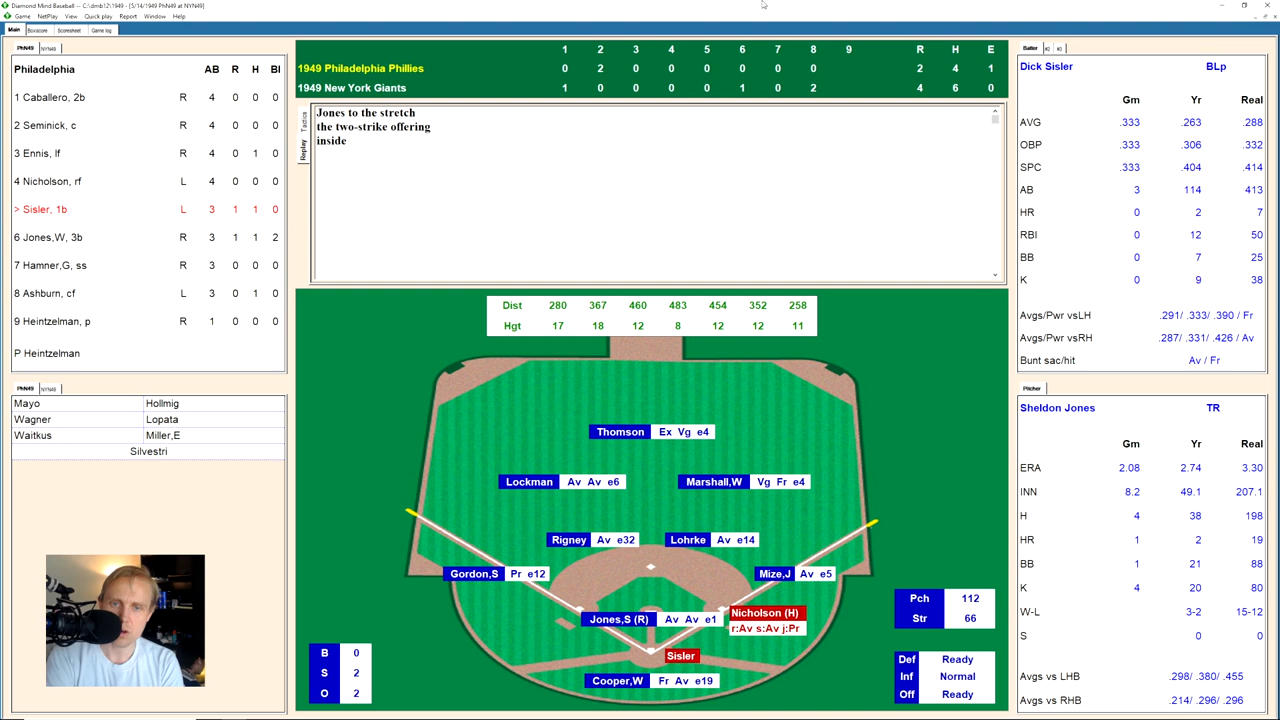 Diamond Mind Baseball -- C:\dmb12\1949 - [5/14/1949 PhN49 at NYN49]
Game NetPlay View Quick play Report Window Help
Main Boxscore Scoresheet Game log
PhN49 NYN49
Philadelphia AB R H BI
1 Caballero, 2b R 4 0 0 0
2 Seminick, c R 4 0 0 0
3 Ennis, lf R 4 0 1 0
4 Nicholson, rf L 4 0 0 0
> Sisler, 1b L 3 1 1 0
6 Jones,W, 3b R 3 1 1 2
7 Hamner,G, ss R 3 0 0 0
8 Ashburn, cf L 3 0 1 0
9 Heintzelman, p R 1 0 0 0
P Heintzelman
PhN49 NYN49
Mayo Hollmig
Wagner Lopata
Waitkus Miller,E
Silvestri
1 2 3 4 5 6 7 8 9 R H E
1949 Philadelphia Phillies 0 2 0 0 0 0 0 0 2 4 1
1949 New York Giants 1 0 0 0 0 1 0 2 4 6 0
Tactics
Replay
Jones to the stretch
the two-strike offering
inside
Dist 280 367 460 483 454 352 258
Hgt 17 18 12 8 12 12 11
Thomson Ex Vg e4
Lockman Av Av e6
Marshall,W Vg Fr e4
Rigney Av e32
Lohrke Av e14
Gordon,S Pr e12
Mize,J Av e5
Jones,S (R) Av Av e1
Nicholson (H)
r:Av s:Av j:Pr
Sisler
Cooper,W Fr Av e19
B 0
S 2
O 2
Pch 112
Str 66
Def Ready
Inf Normal
Off Ready
Batter #2 #3
Dick Sisler BLp
Gm Yr Real
AVG .333 .263 .288
OBP .333 .306 .332
SPC .333 .404 .414
AB 3 114 413
HR 0 2 7
RBI 0 12 50
BB 0 7 25
K 0 9 38
Avgs/Pwr vsLH .291/ .333/ .390 / Fr
Avgs/Pwr vsRH .287/ .331/ .426 / Av
Bunt sac/hit Av / Fr
Pitcher
Sheldon Jones TR
Gm Yr Real
ERA 2.08 2.74 3.30
INN 8.2 49.1 207.1
H 4 38 198
HR 1 2 19
BB 1 21 88
K 4 20 80
W-L 3-2 15-12
S 0 0
Avgs vs LHB .298/ .380/ .455
Avgs vs RHB .214/ .296/ .296